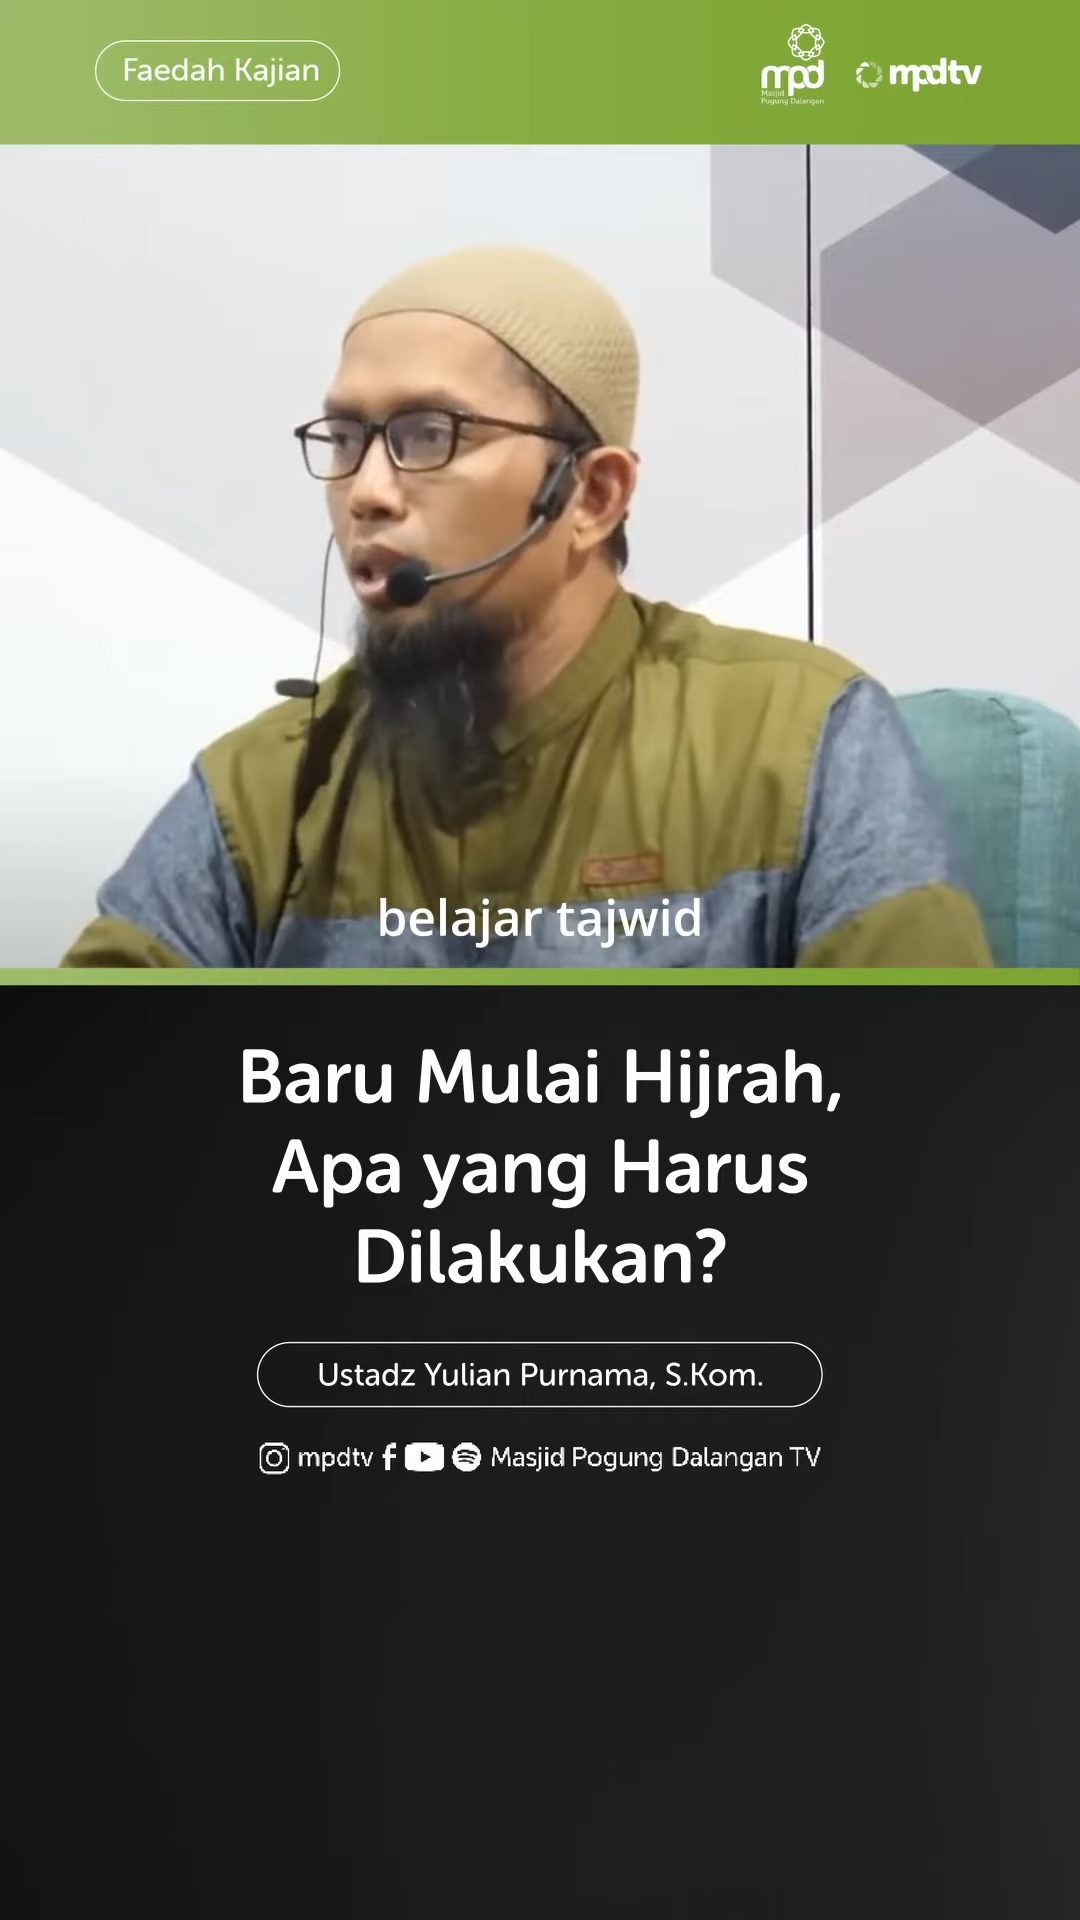 Faedah Kajian
mpd
Masjid
Pogung Dalangan
mpdtv
belajar tajwid
Baru Mulai Hijrah,
Apa yang Harus
Dilakukan?
Ustadz Yulian Purnama, S.Kom.
mpdtv Masjid Pogung Dalangan TV